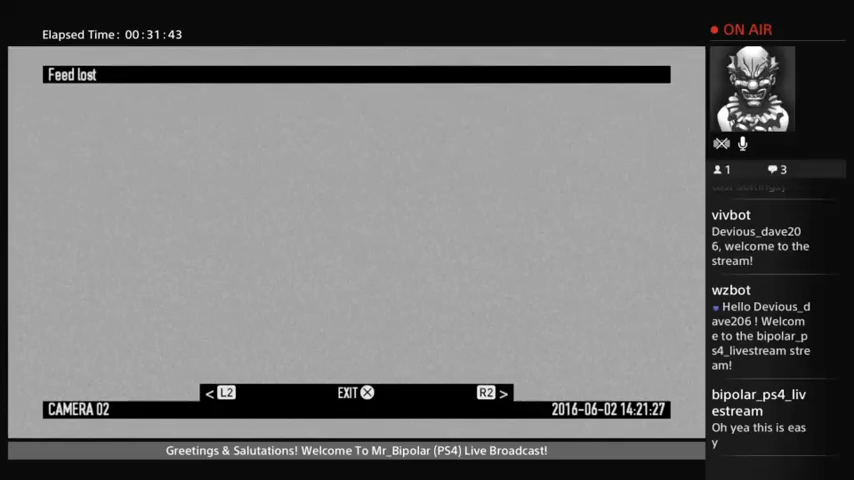 Elapsed Time: 00:31:43
ON AIR
Feed lost
1
3
vivbot
Devious_dave20
6, welcome to the
stream!
wzbot
Hello Devious_d
ave206 ! Welcom
e to the bipolar_p
s4_livestream stre
am!
bipolar_ps4_liv
estream
Oh yea this is eas
y
< L2
EXIT
R2 >
CAMERA 02
2016-06-02 14:21:27
Greetings & Salutations! Welcome To Mr_Bipolar (PS4) Live Broadcast!